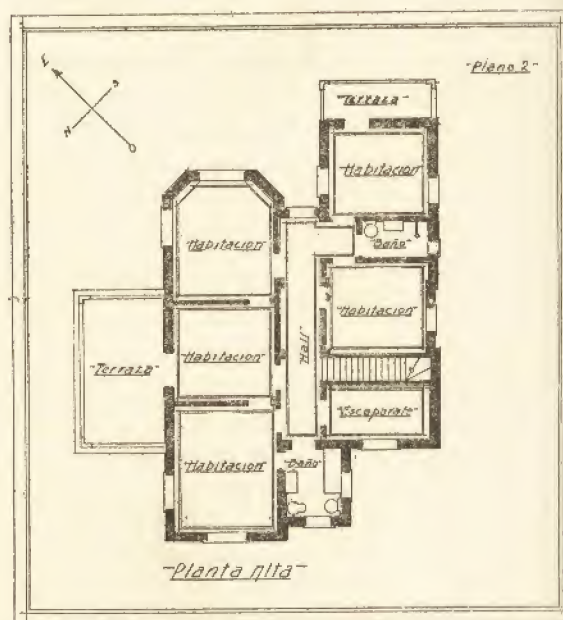 -Plano 2-
E
S
N
O
-Terraza-
-Habitacion-
-Baño-
-Habitacion-
-Habitacion-
-Hall-
-Terraza-
-Habitacion-
-Escaparate-
-Habitacion-
-Baño-
-Planta Alta-